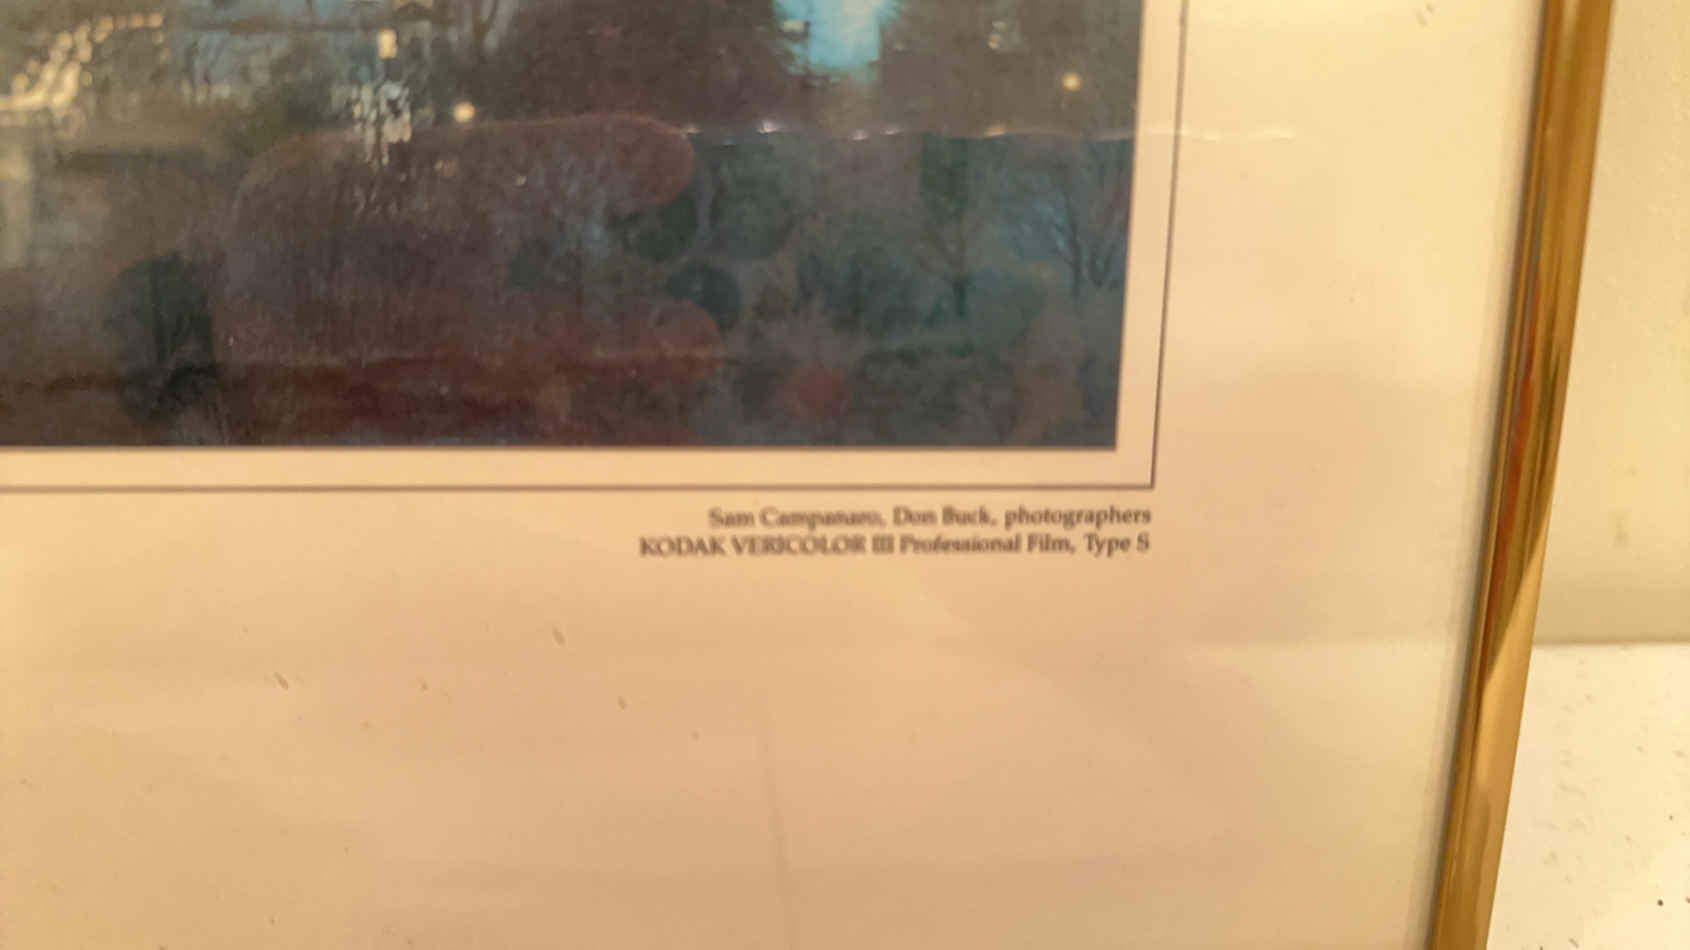 Sam Campanaro, Don Buck, photographers
KODAK VERICOLOR III Professional Film, Type S